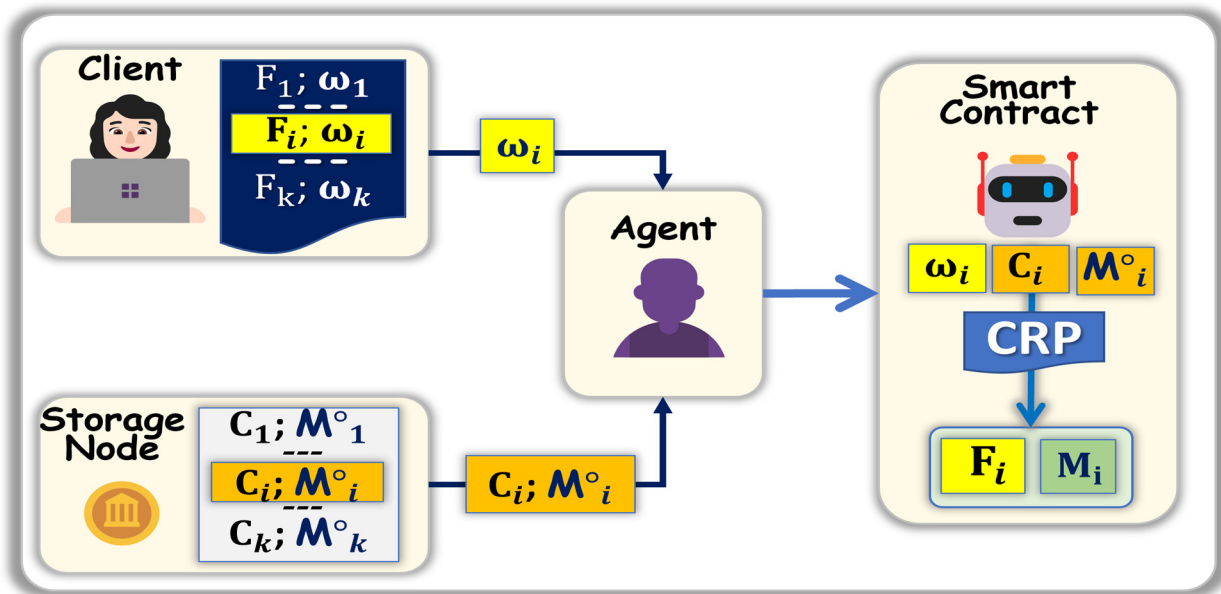 Client
F₁; ω₁
– – –
Fᵢ; ωᵢ
– – –
Fₖ; ωₖ
ωᵢ
Agent
Storage
Node
C₁; M°₁
---
Cᵢ; M°ᵢ
---
Cₖ; M°ₖ
Cᵢ; M°ᵢ
Smart
Contract
ωᵢ Cᵢ M°ᵢ
CRP
Fᵢ Mᵢ